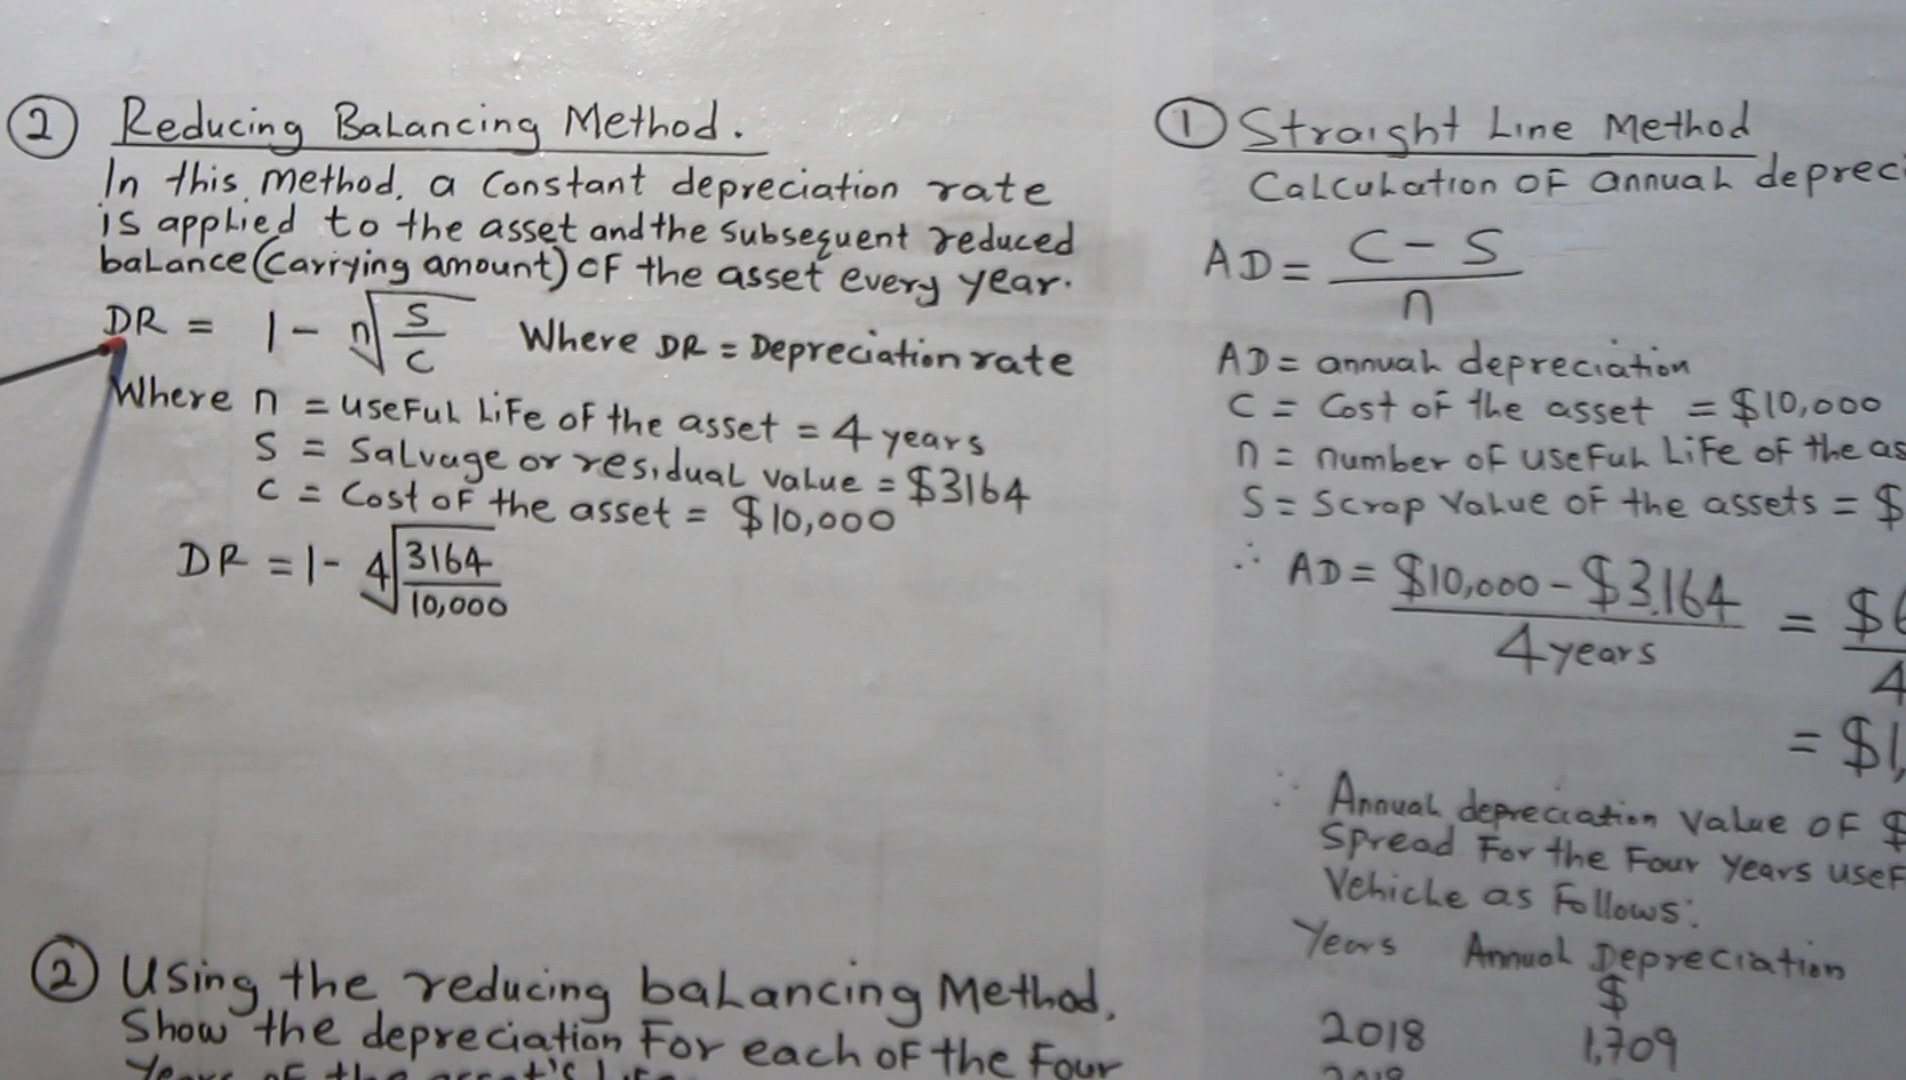 ② Reducing Balancing Method.
In this method, a constant depreciation rate
is applied to the asset and the subsequent reduced
balance (carrying amount) of the asset every year.
DR = 1 - ⁿ√(S/C) Where DR = Depreciation rate
Where n = useful life of the asset = 4 years
S = Salvage or residual value = $3164
C = Cost of the asset = $10,000
DR = 1 - ⁴√(3164/10,000)
② Using the reducing balancing Method,
Show the depreciation for each of the four
① Straight Line Method
Calculation of annual depreci
AD = (C - S)/n
AD = annual depreciation
C = Cost of the asset = $10,000
n = number of useful life of the as
S = Scrap value of the assets = $
∴ AD = ($10,000 - $3,164)/4 years = $6/4
= $1,
∴ Annual depreciation value of $
Spread for the four years usef
Vehicle as follows:
Years Annual Depreciation
$
2018 1,709